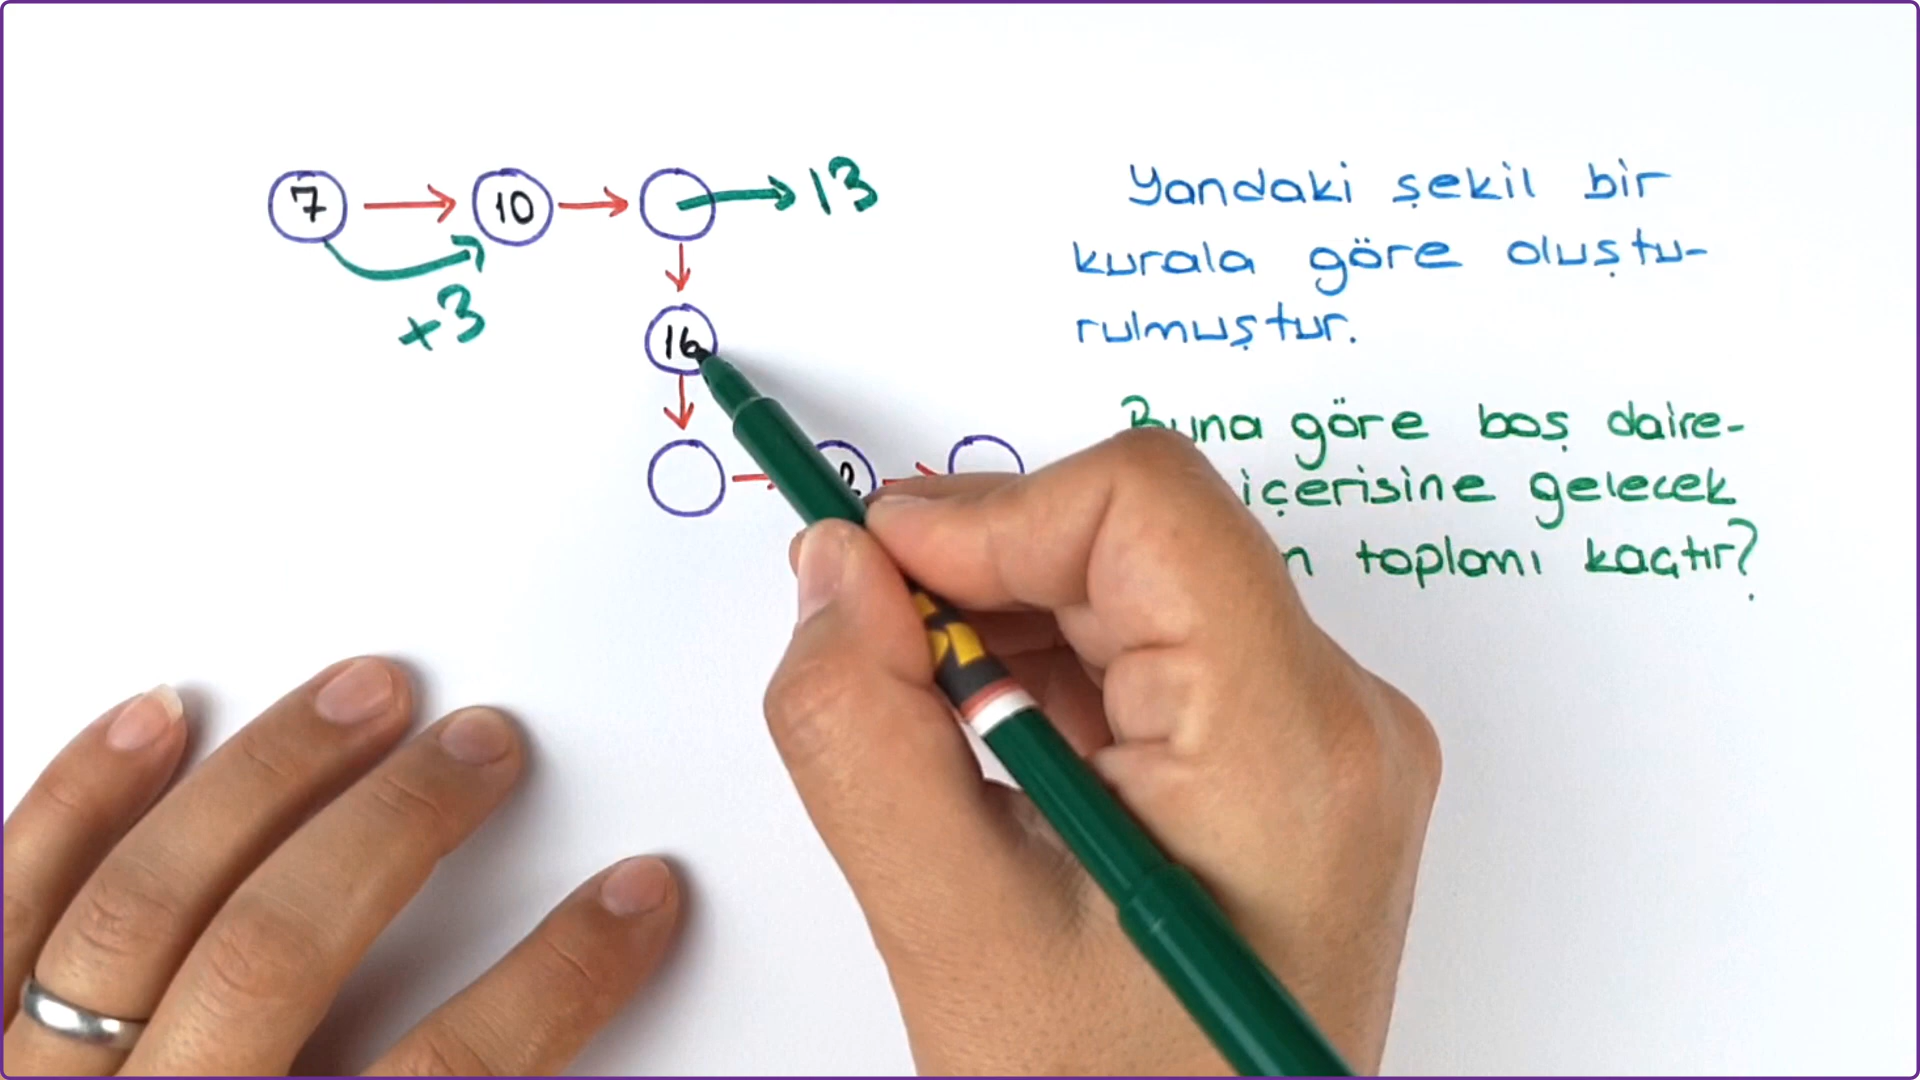 7 10 13
+3
16
Yandaki şekil bir
kurala göre oluştu-
rulmuştur.
Buna göre boş daire-
içerisine gelecek
toplamı kaçtır?